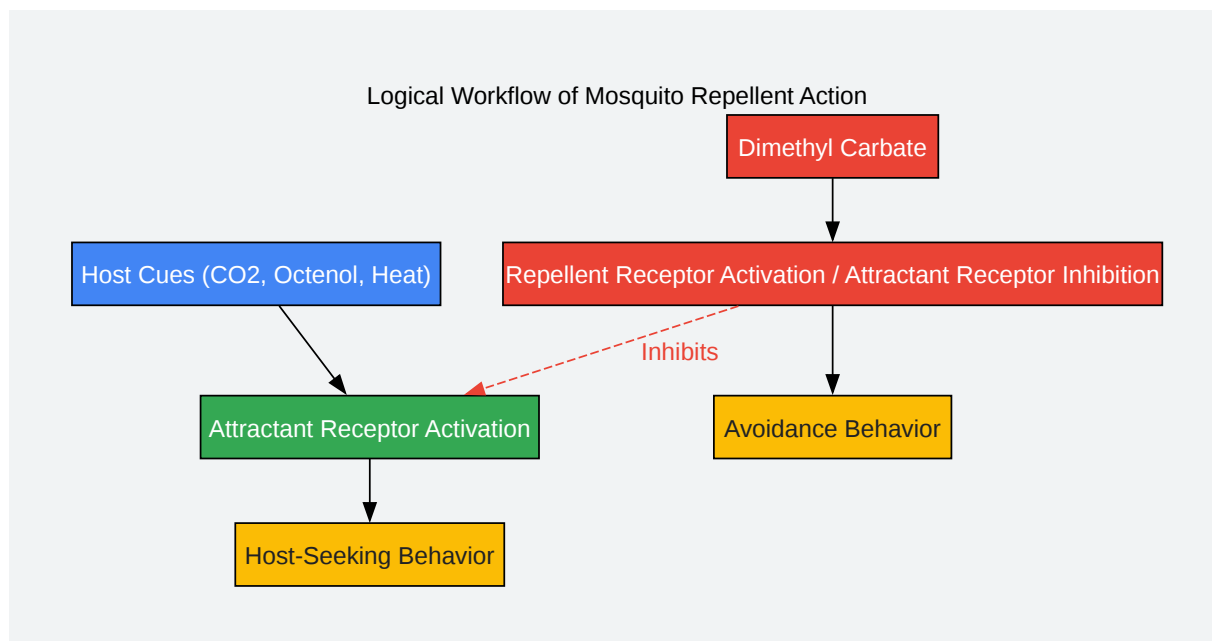 Logical Workflow of Mosquito Repellent Action
Dimethyl Carbate
Host Cues (CO2, Octenol, Heat)
Repellent Receptor Activation / Attractant Receptor Inhibition
Inhibits
Attractant Receptor Activation
Avoidance Behavior
Host-Seeking Behavior